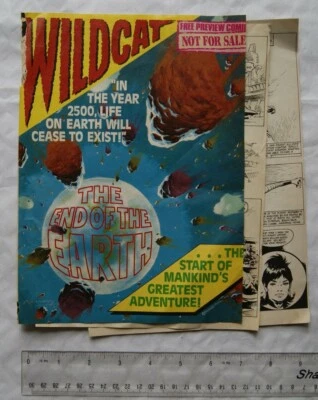 WILDCAT
FREE PREVIEW COMIC
NOT FOR SALE
"IN
THE YEAR
2500, LIFE
ON EARTH WILL
CEASE TO EXIST!"
THE
END OF THE
EARTH
...THE
START OF
MANKIND'S
GREATEST
ADVENTURE!